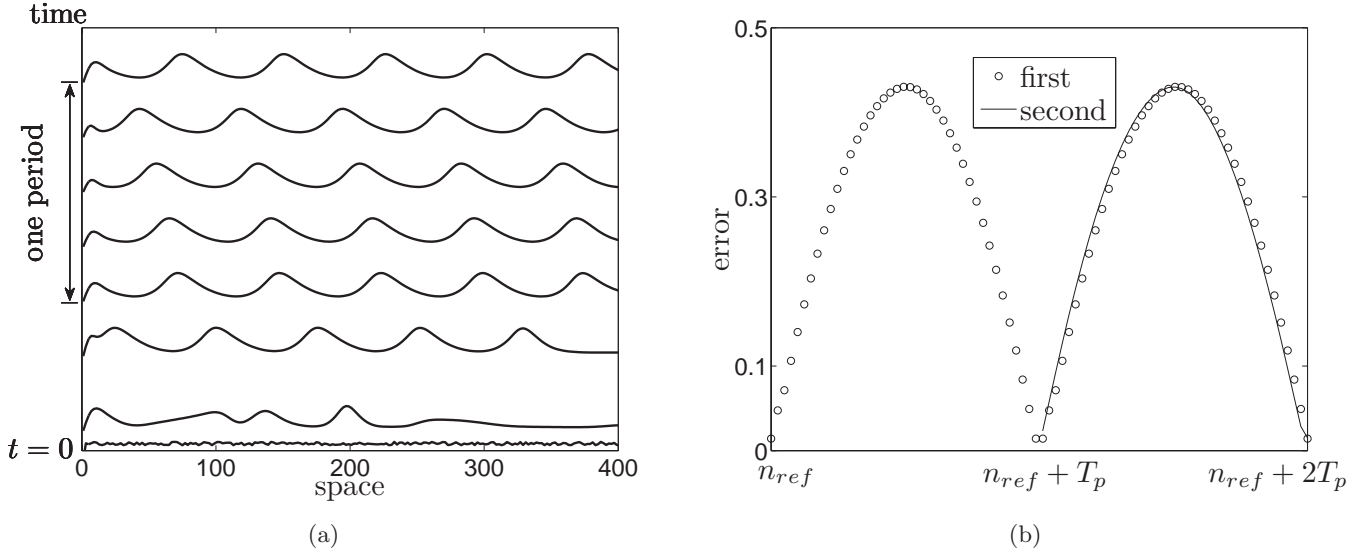 time
one period
t = 0
0 100 200 300 400
space
(a)
0.5
0.3
0.1
0
error
first
second
n_ref n_ref + T_p n_ref + 2T_p
(b)